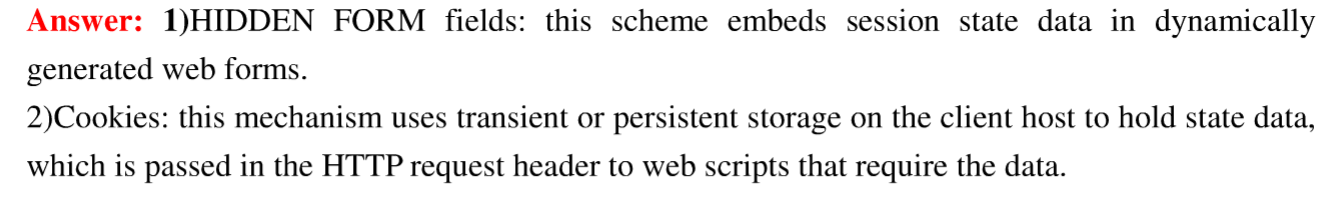 Answer: 1)HIDDEN FORM fields: this scheme embeds session state data in dynamically
generated web forms.
2)Cookies: this mechanism uses transient or persistent storage on the client host to hold state data,
which is passed in the HTTP request header to web scripts that require the data.